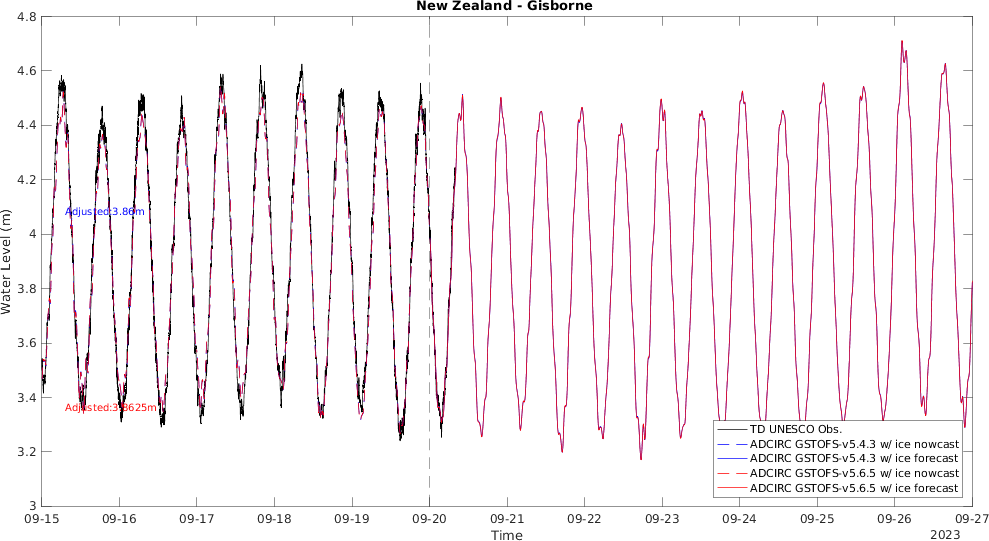 New Zealand - Gisborne
4.8
4.6
4.4
4.2
4
3.8
3.6
3.4
3.2
3
Water Level (m)
Adjusted:3.86m
Adjusted:3.8625m
TD UNESCO Obs.
ADCIRC GSTOFS-v5.4.3 w/ ice nowcast
ADCIRC GSTOFS-v5.4.3 w/ ice forecast
ADCIRC GSTOFS-v5.6.5 w/ ice nowcast
ADCIRC GSTOFS-v5.6.5 w/ ice forecast
09-15 09-16 09-17 09-18 09-19 09-20 09-21 09-22 09-23 09-24 09-25 09-26 09-27
Time
2023